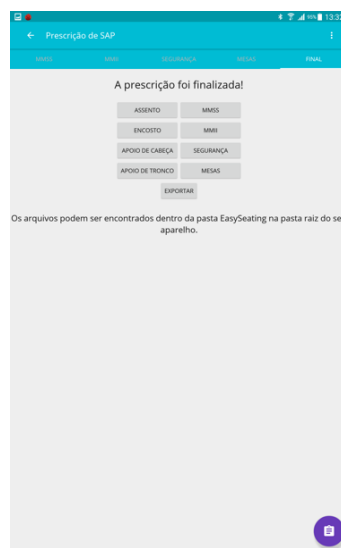 13:32
Prescrição de SAP
MMSS MMII SEGURANÇA MESAS FINAL
A prescrição foi finalizada!
ASSENTO MMSS
ENCOSTO MMII
APOIO DE CABEÇA SEGURANÇA
APOIO DE TRONCO MESAS
EXPORTAR
Os arquivos podem ser encontrados dentro da pasta EasySeating na pasta raiz do se
aparelho.